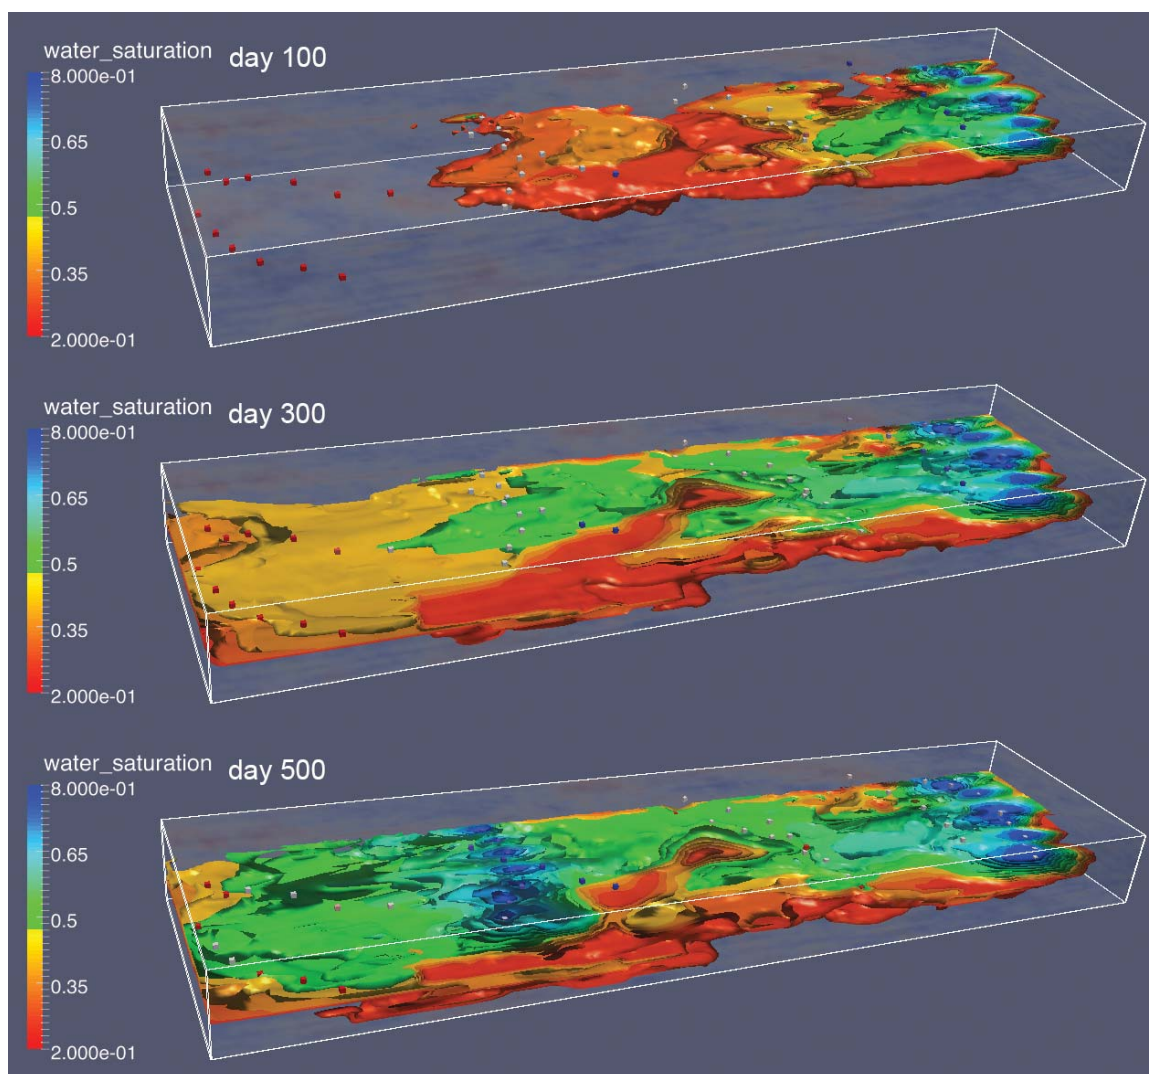 water_saturation day 100
8.000e-01
0.65
0.5
0.35
2.000e-01
water_saturation day 300
8.000e-01
0.65
0.5
0.35
2.000e-01
water_saturation day 500
8.000e-01
0.65
0.5
0.35
2.000e-01